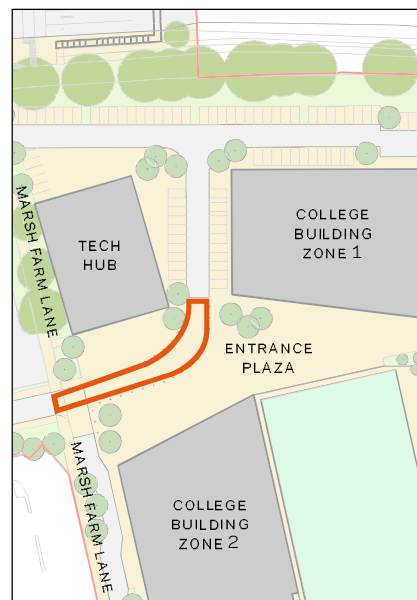 MARSH FARM LANE
TECH
HUB
COLLEGE
BUILDING
ZONE 1
ENTRANCE
PLAZA
MARSH FARM LANE
COLLEGE
BUILDING
ZONE 2